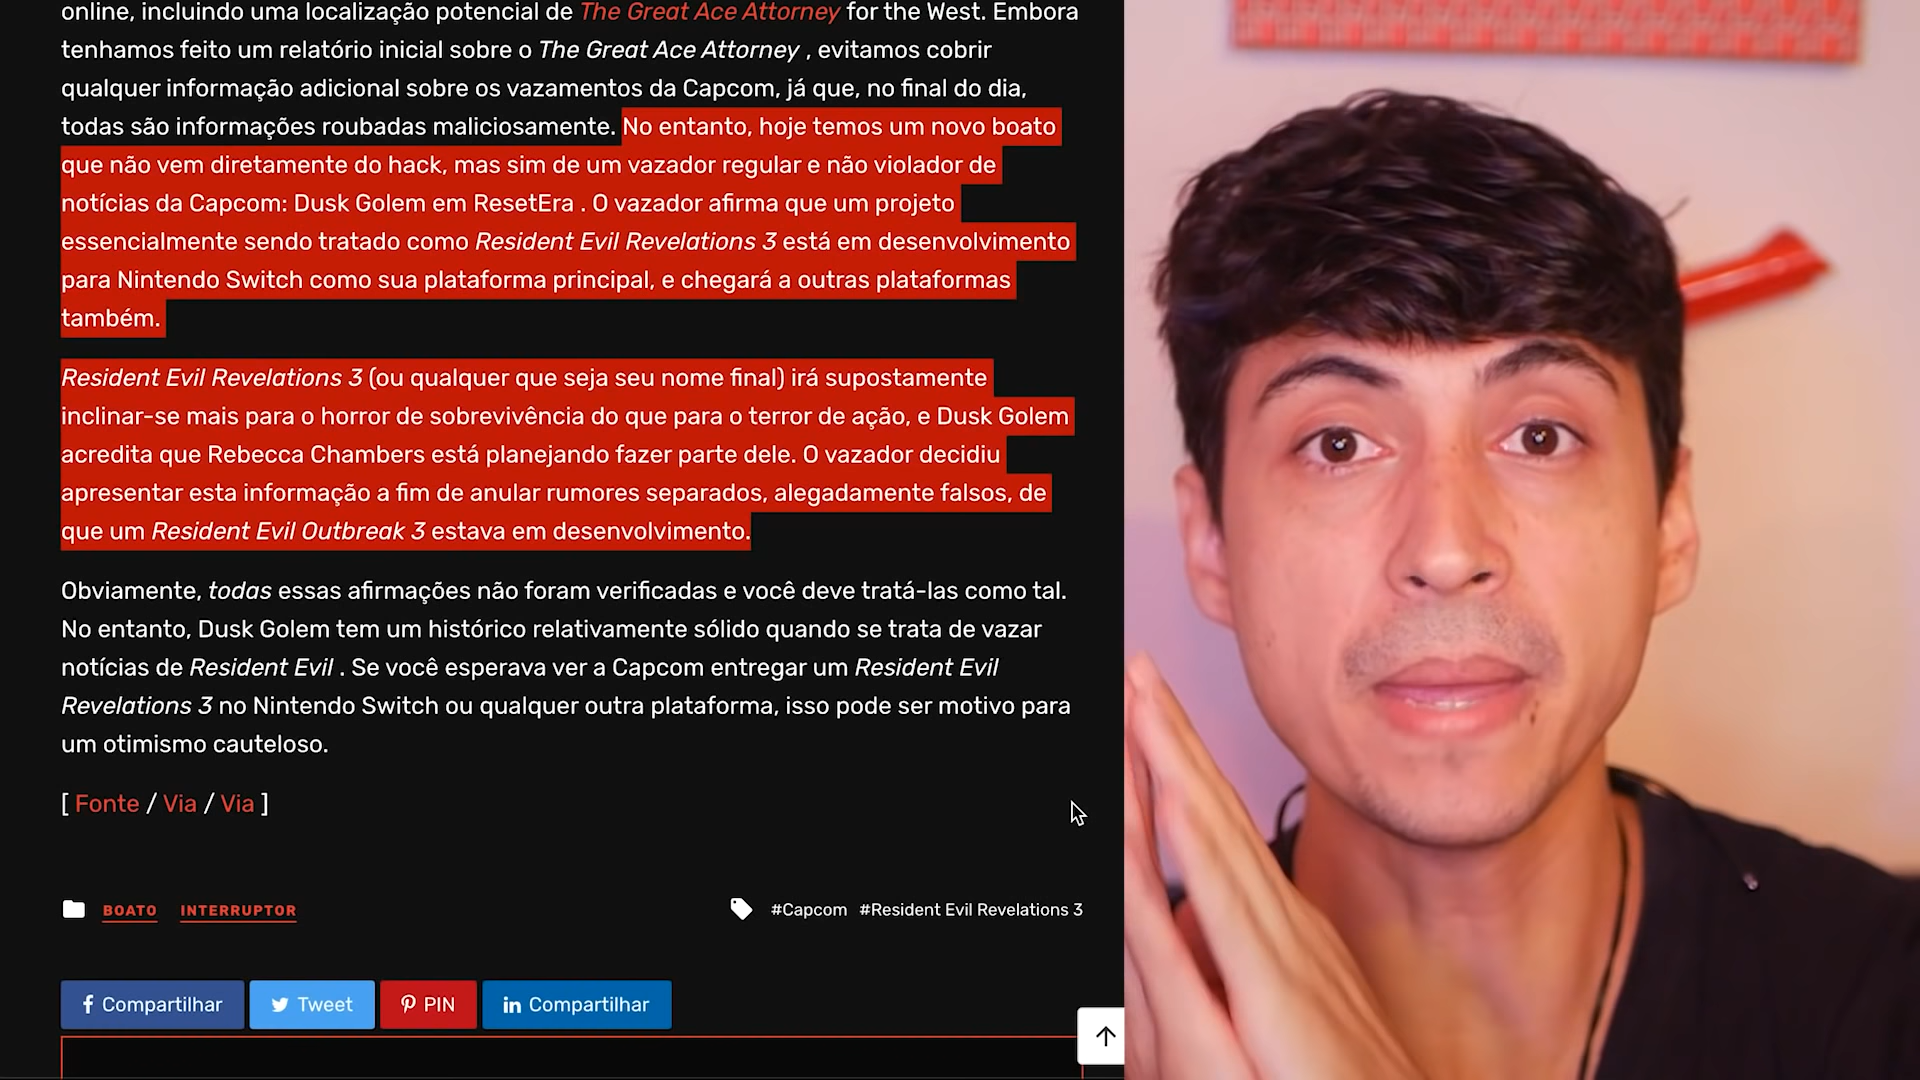 online, incluindo uma localização potencial de The Great Ace Attorney for the West. Embora
tenhamos feito um relatório inicial sobre o The Great Ace Attorney , evitamos cobrir
qualquer informação adicional sobre os vazamentos da Capcom, já que, no final do dia,
todas são informações roubadas maliciosamente. No entanto, hoje temos um novo boato
que não vem diretamente do hack, mas sim de um vazador regular e não violador de
notícias da Capcom: Dusk Golem em ResetEra . O vazador afirma que um projeto
essencialmente sendo tratado como Resident Evil Revelations 3 está em desenvolvimento
para Nintendo Switch como sua plataforma principal, e chegará a outras plataformas
também.
Resident Evil Revelations 3 (ou qualquer que seja seu nome final) irá supostamente
inclinar-se mais para o horror de sobrevivência do que para o terror de ação, e Dusk Golem
acredita que Rebecca Chambers está planejando fazer parte dele. O vazador decidiu
apresentar esta informação a fim de anular rumores separados, alegadamente falsos, de
que um Resident Evil Outbreak 3 estava em desenvolvimento.
Obviamente, todas essas afirmações não foram verificadas e você deve tratá-las como tal.
No entanto, Dusk Golem tem um histórico relativamente sólido quando se trata de vazar
notícias de Resident Evil . Se você esperava ver a Capcom entregar um Resident Evil
Revelations 3 no Nintendo Switch ou qualquer outra plataforma, isso pode ser motivo para
um otimismo cauteloso.
[ Fonte / Via / Via ]
BOATO INTERRUPTOR #Capcom #Resident Evil Revelations 3
Compartilhar Tweet PIN Compartilhar